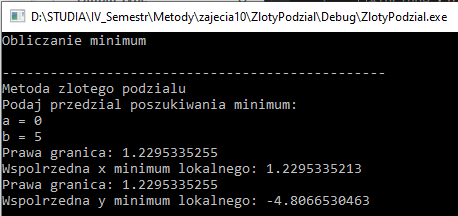 D:\STUDIA\IV_Semestr\Metody\zajecia10\ZlotyPodzial\Debug\ZlotyPodzial.exe
Obliczanie minimum
------------------------------------------------
Metoda zlotego podzialu
Podaj przedzial poszukiwania minimum:
a = 0
b = 5
Prawa granica: 1.2295335255
Wspolrzedna x minimum lokalnego: 1.2295335213
Prawa granica: 1.2295335255
Wspolrzedna y minimum lokalnego: -4.8066530463